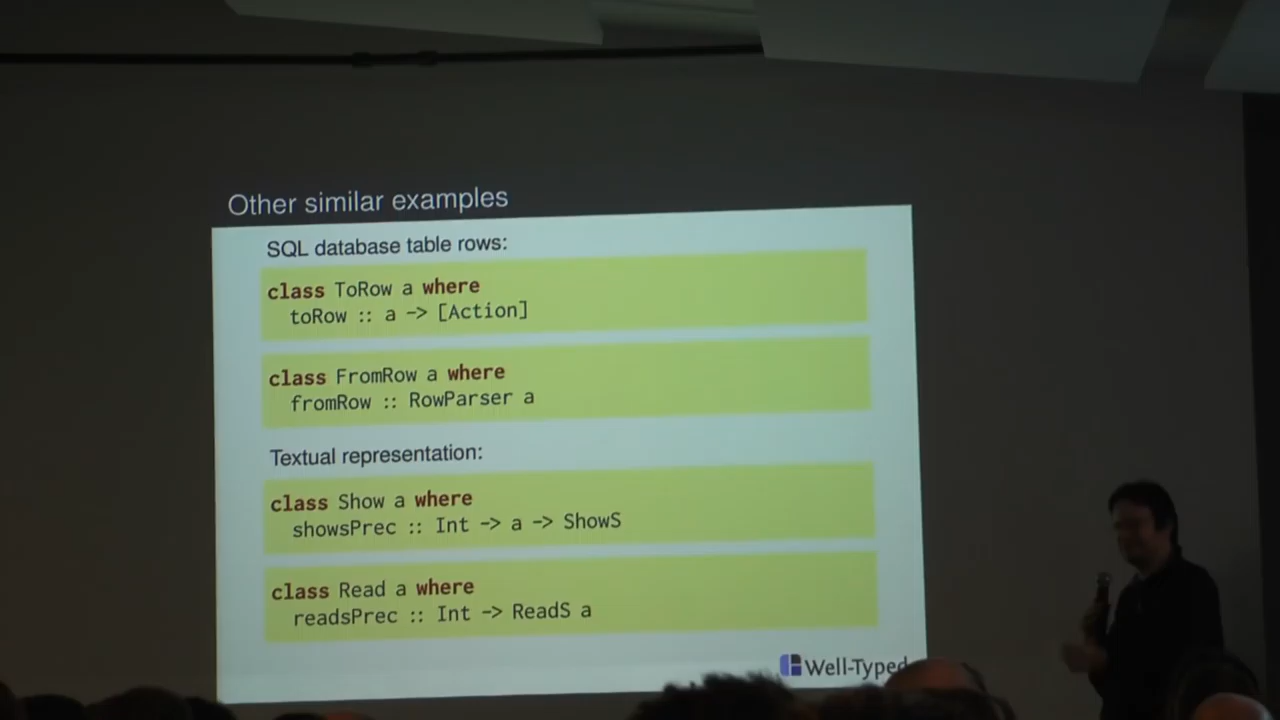 Other similar examples
SQL database table rows:
class ToRow a where
toRow :: a -> [Action]
class FromRow a where
fromRow :: RowParser a
Textual representation:
class Show a where
showsPrec :: Int -> a -> ShowS
class Read a where
readsPrec :: Int -> ReadS a
Well-Typed